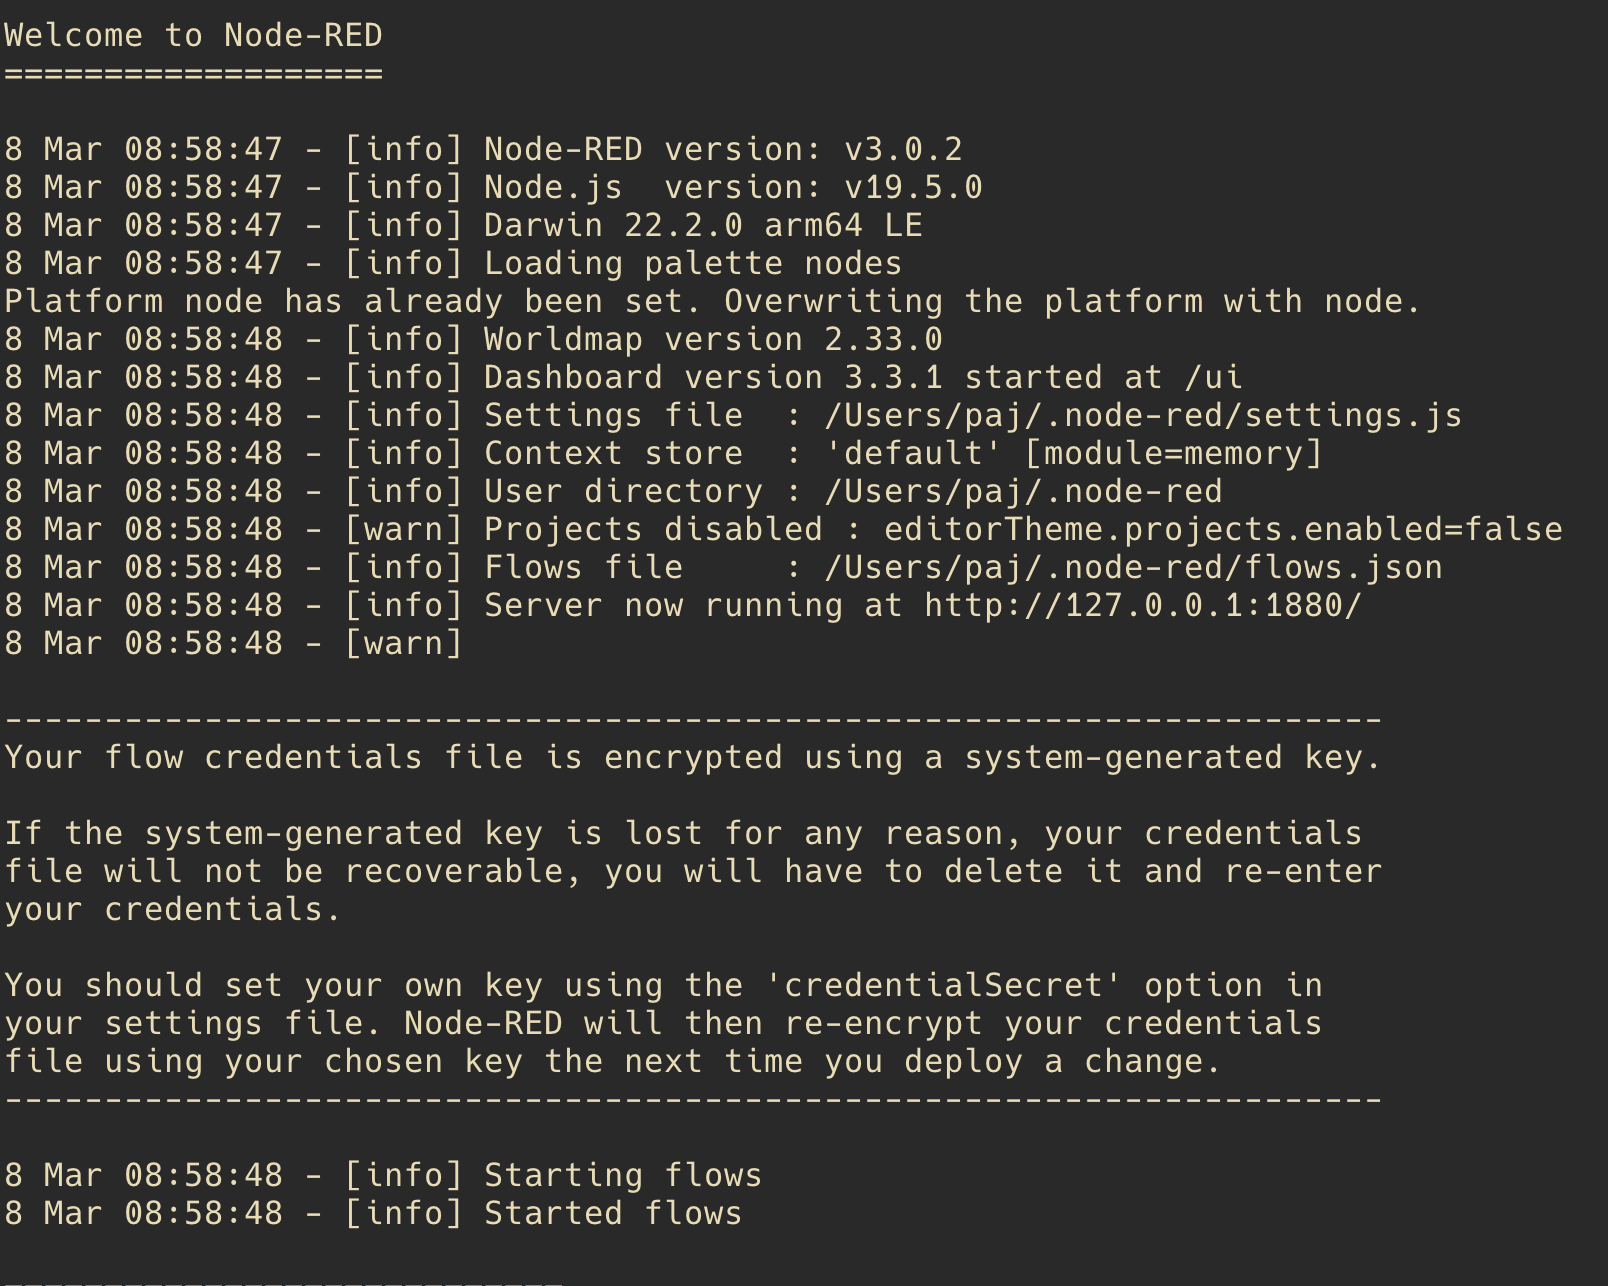 Welcome to Node-RED
===================
8 Mar 08:58:47 - [info] Node-RED version: v3.0.2
8 Mar 08:58:47 - [info] Node.js  version: v19.5.0
8 Mar 08:58:47 - [info] Darwin 22.2.0 arm64 LE
8 Mar 08:58:47 - [info] Loading palette nodes
Platform node has already been set. Overwriting the platform with node.
8 Mar 08:58:48 - [info] Worldmap version 2.33.0
8 Mar 08:58:48 - [info] Dashboard version 3.3.1 started at /ui
8 Mar 08:58:48 - [info] Settings file  : /Users/paj/.node-red/settings.js
8 Mar 08:58:48 - [info] Context store  : 'default' [module=memory]
8 Mar 08:58:48 - [info] User directory : /Users/paj/.node-red
8 Mar 08:58:48 - [warn] Projects disabled : editorTheme.projects.enabled=false
8 Mar 08:58:48 - [info] Flows file     : /Users/paj/.node-red/flows.json
8 Mar 08:58:48 - [info] Server now running at http://127.0.0.1:1880/
8 Mar 08:58:48 - [warn]
---------------------------------------------------------------------
Your flow credentials file is encrypted using a system-generated key.
If the system-generated key is lost for any reason, your credentials
file will not be recoverable, you will have to delete it and re-enter
your credentials.
You should set your own key using the 'credentialSecret' option in
your settings file. Node-RED will then re-encrypt your credentials
file using your chosen key the next time you deploy a change.
---------------------------------------------------------------------
8 Mar 08:58:48 - [info] Starting flows
8 Mar 08:58:48 - [info] Started flows